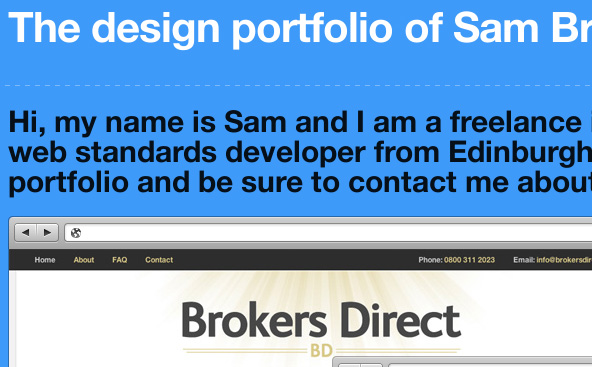 The design portfolio of Sam Br
Hi, my name is Sam and I am a freelance
web standards developer from Edinburgh
portfolio and be sure to contact me about
Home About FAQ Contact Phone: 0800 311 2023 Email: info@brokersdir
Brokers Direct
BD